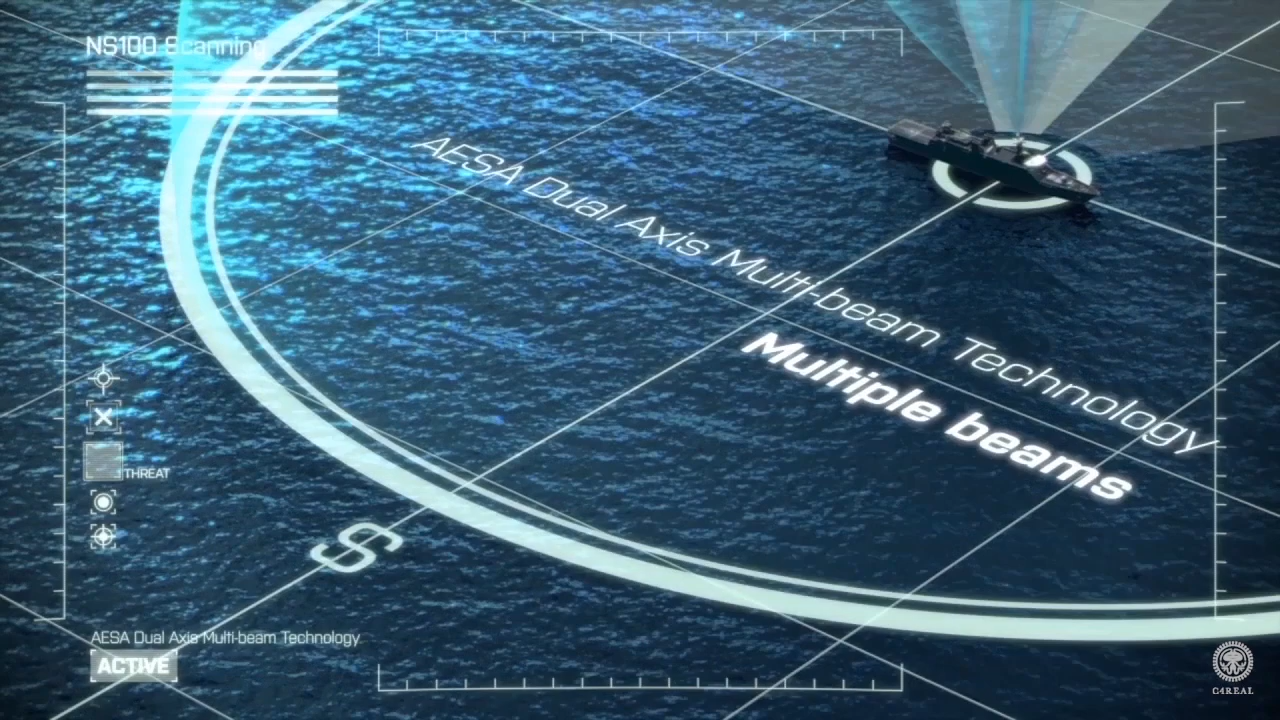 NS100 Scanning
AESA Dual Axis Multi-beam Technology
Multiple beams
THREAT
S
AESA Dual Axis Multi-beam Technology
ACTIVE
C4REAL